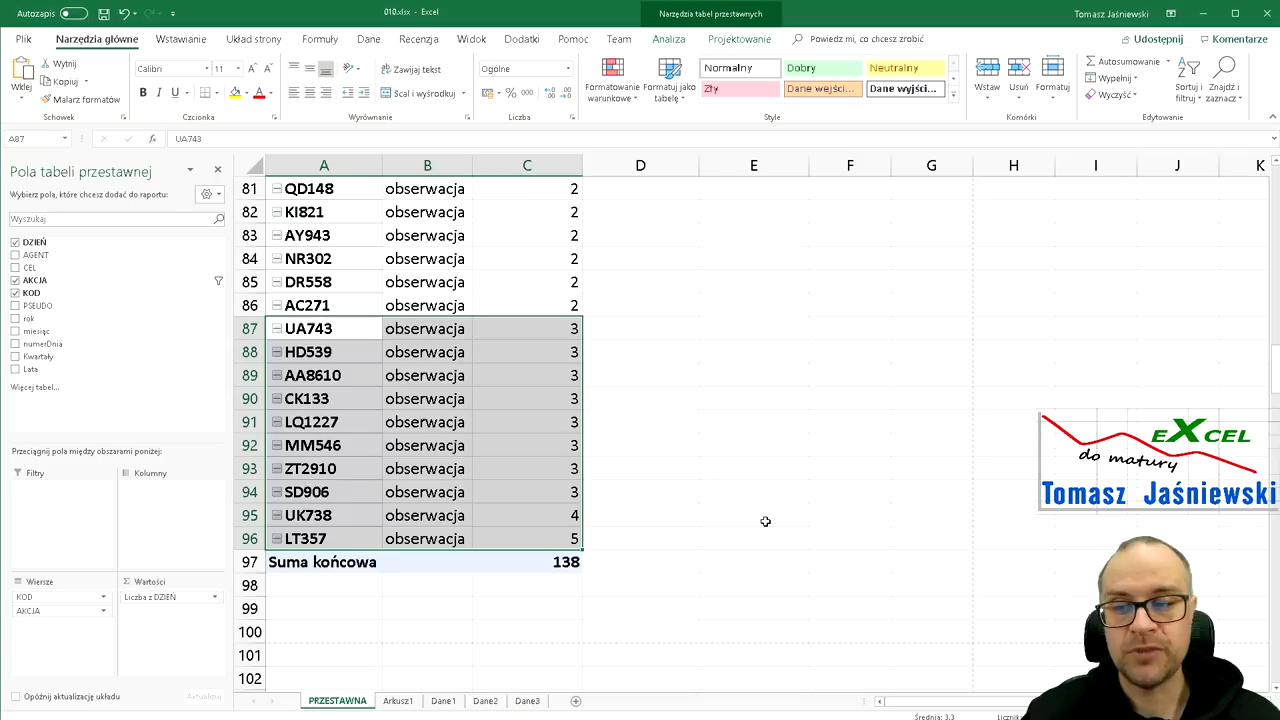 Autozapis
010.xlsx - Excel
Narzędzia tabel przestawnych
Tomasz Jaśniewski
Plik
Narzędzia główne
Wstawianie
Układ strony
Formuły
Dane
Recenzja
Widok
Dodatki
Pomoc
Team
Analiza
Projektowanie
Powiedz mi, co chcesz zrobić
Udostępnij
Komentarze
Wklej
Wytnij
Kopiuj
Malarz formatów
Schowek
Calibri
11
B I U
Czcionka
Zawijaj tekst
Scal i wyśrodkuj
Wyrównanie
Ogólne
Liczba
Formatowanie warunkowe
Formatuj jako tabelę
Normalny
Dobry
Neutralny
Zły
Dane wejści...
Dane wyjści...
Style
Wstaw
Usuń
Formatuj
Komórki
Autosumowanie
Wypełnij
Wyczyść
Sortuj i filtruj
Znajdź i zaznacz
Edytowanie
A87
UA743
Pola tabeli przestawnej
Wybierz pola, które chcesz dodać do raportu:
Wyszukaj
DZIEŃ
AGENT
CEL
AKCJA
KOD
PSEUDO
rok
miesiąc
numerDnia
Kwartały
Lata
Więcej tabel...
Przeciągnij pola między obszarami poniżej:
Filtry
Kolumny
Wiersze
Wartości
KOD
Liczba z DZIEŃ
AKCJA
Opóźnij aktualizację układu
Aktualizuj
A B C D E F G H I J K
81 QD148 obserwacja 2
82 KI821 obserwacja 2
83 AY943 obserwacja 2
84 NR302 obserwacja 2
85 DR558 obserwacja 2
86 AC271 obserwacja 2
87 UA743 obserwacja 3
88 HD539 obserwacja 3
89 AA8610 obserwacja 3
90 CK133 obserwacja 3
91 LQ1227 obserwacja 3
92 MM546 obserwacja 3
93 ZT2910 obserwacja 3
94 SD906 obserwacja 3
95 UK738 obserwacja 4
96 LT357 obserwacja 5
97 Suma końcowa 138
98
99
100
101
102
EXCEL
do matury
Tomasz Jaśniewski
PRZESTAWNA
Arkusz1
Dane1
Dane2
Dane3
Średnia: 3,3